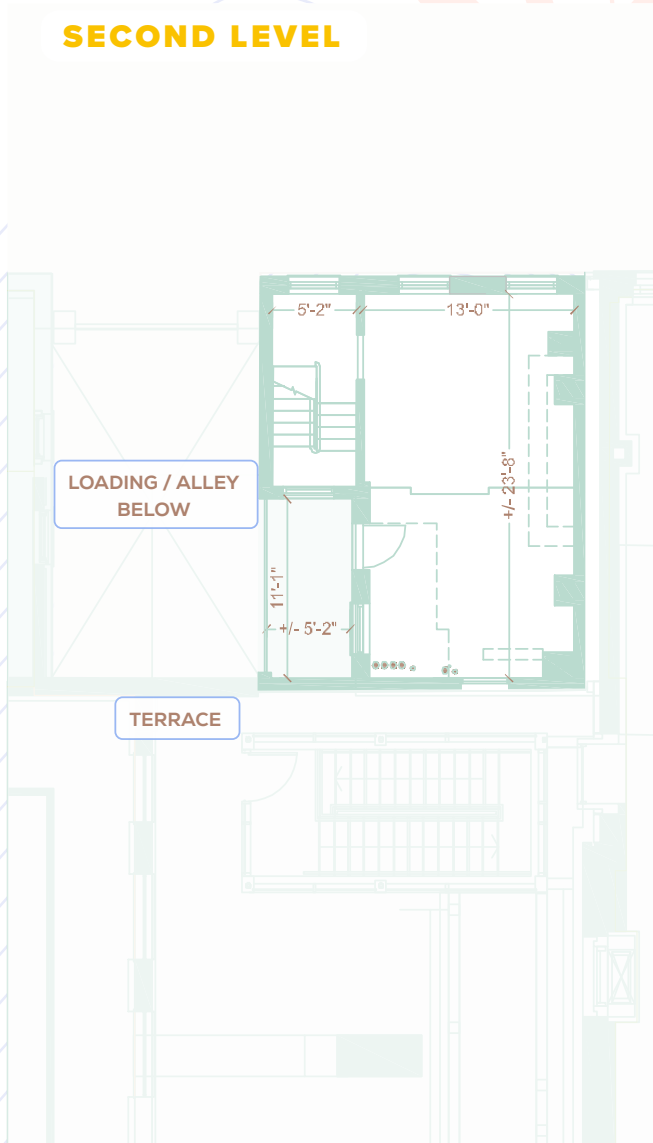 SECOND LEVEL
5'-2"
13'-0"
LOADING / ALLEY
BELOW
+/- 23'-8"
11'-1"
+/- 5'-2"
TERRACE